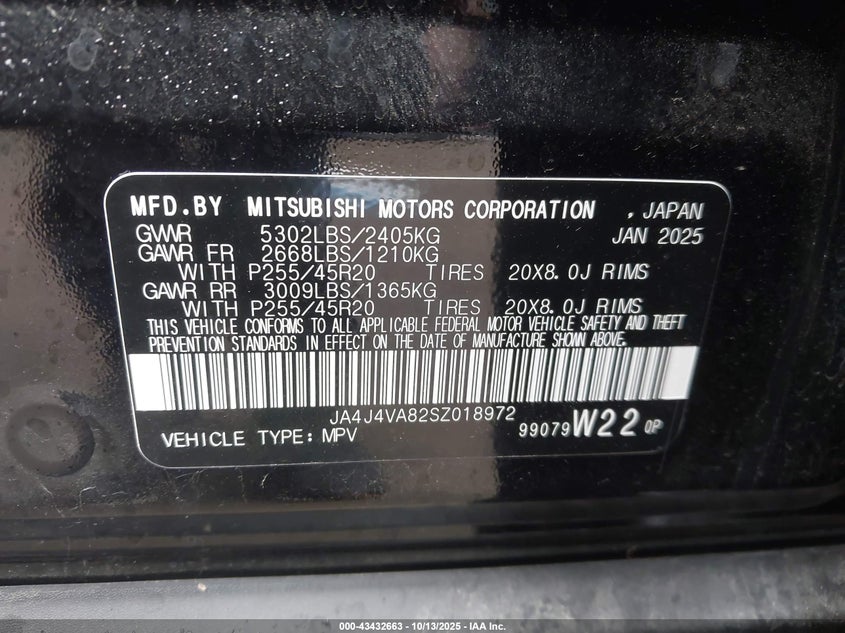 MFD.BY MITSUBISHI MOTORS CORPORATION , JAPAN
GVWR 5302LBS/2405KG JAN 2025
GAWR FR 2668LBS/1210KG
WITH P255/45R20 TIRES 20X8.0J RIMS
GAWR RR 3009LBS/1365KG
WITH P255/45R20 TIRES 20X8.0J RIMS
THIS VEHICLE CONFORMS TO ALL APPLICABLE FEDERAL MOTOR VEHICLE SAFETY AND THEFT
PREVENTION STANDARDS IN EFFECT ON THE DATE OF MANUFACTURE SHOWN ABOVE.
JA4J4VA82SZ018972
VEHICLE TYPE: MPV 99079 W22 0P
000-43432663 - 10/13/2025 - IAA Inc.